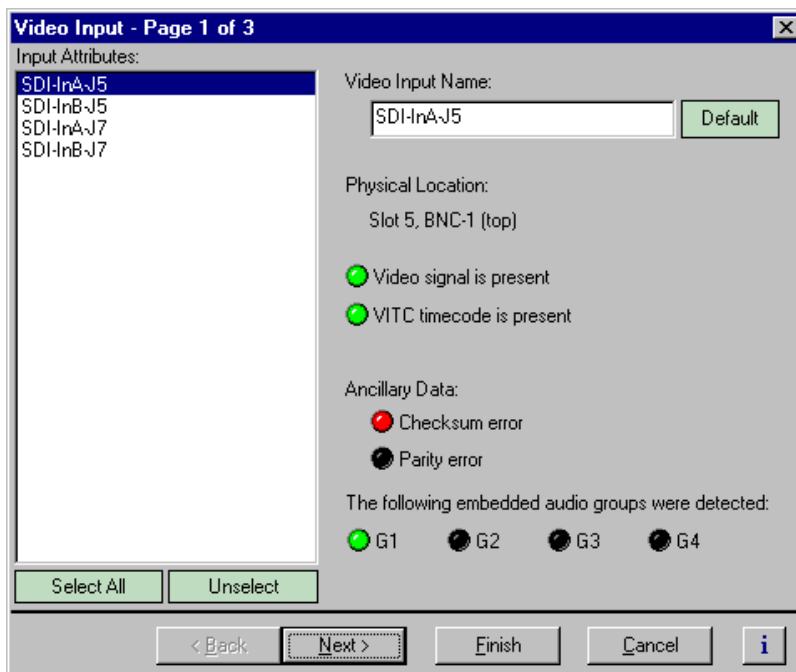 Video Input - Page 1 of 3
Input Attributes:
SDI-InA-J5
SDI-InB-J5
SDI-InA-J7
SDI-InB-J7
Select All
Unselect
Video Input Name:
SDI-InA-J5
Default
Physical Location:
Slot 5, BNC-1 (top)
Video signal is present
VITC timecode is present
Ancillary Data:
Checksum error
Parity error
The following embedded audio groups were detected:
G1 G2 G3 G4
< Back Next > Finish Cancel i